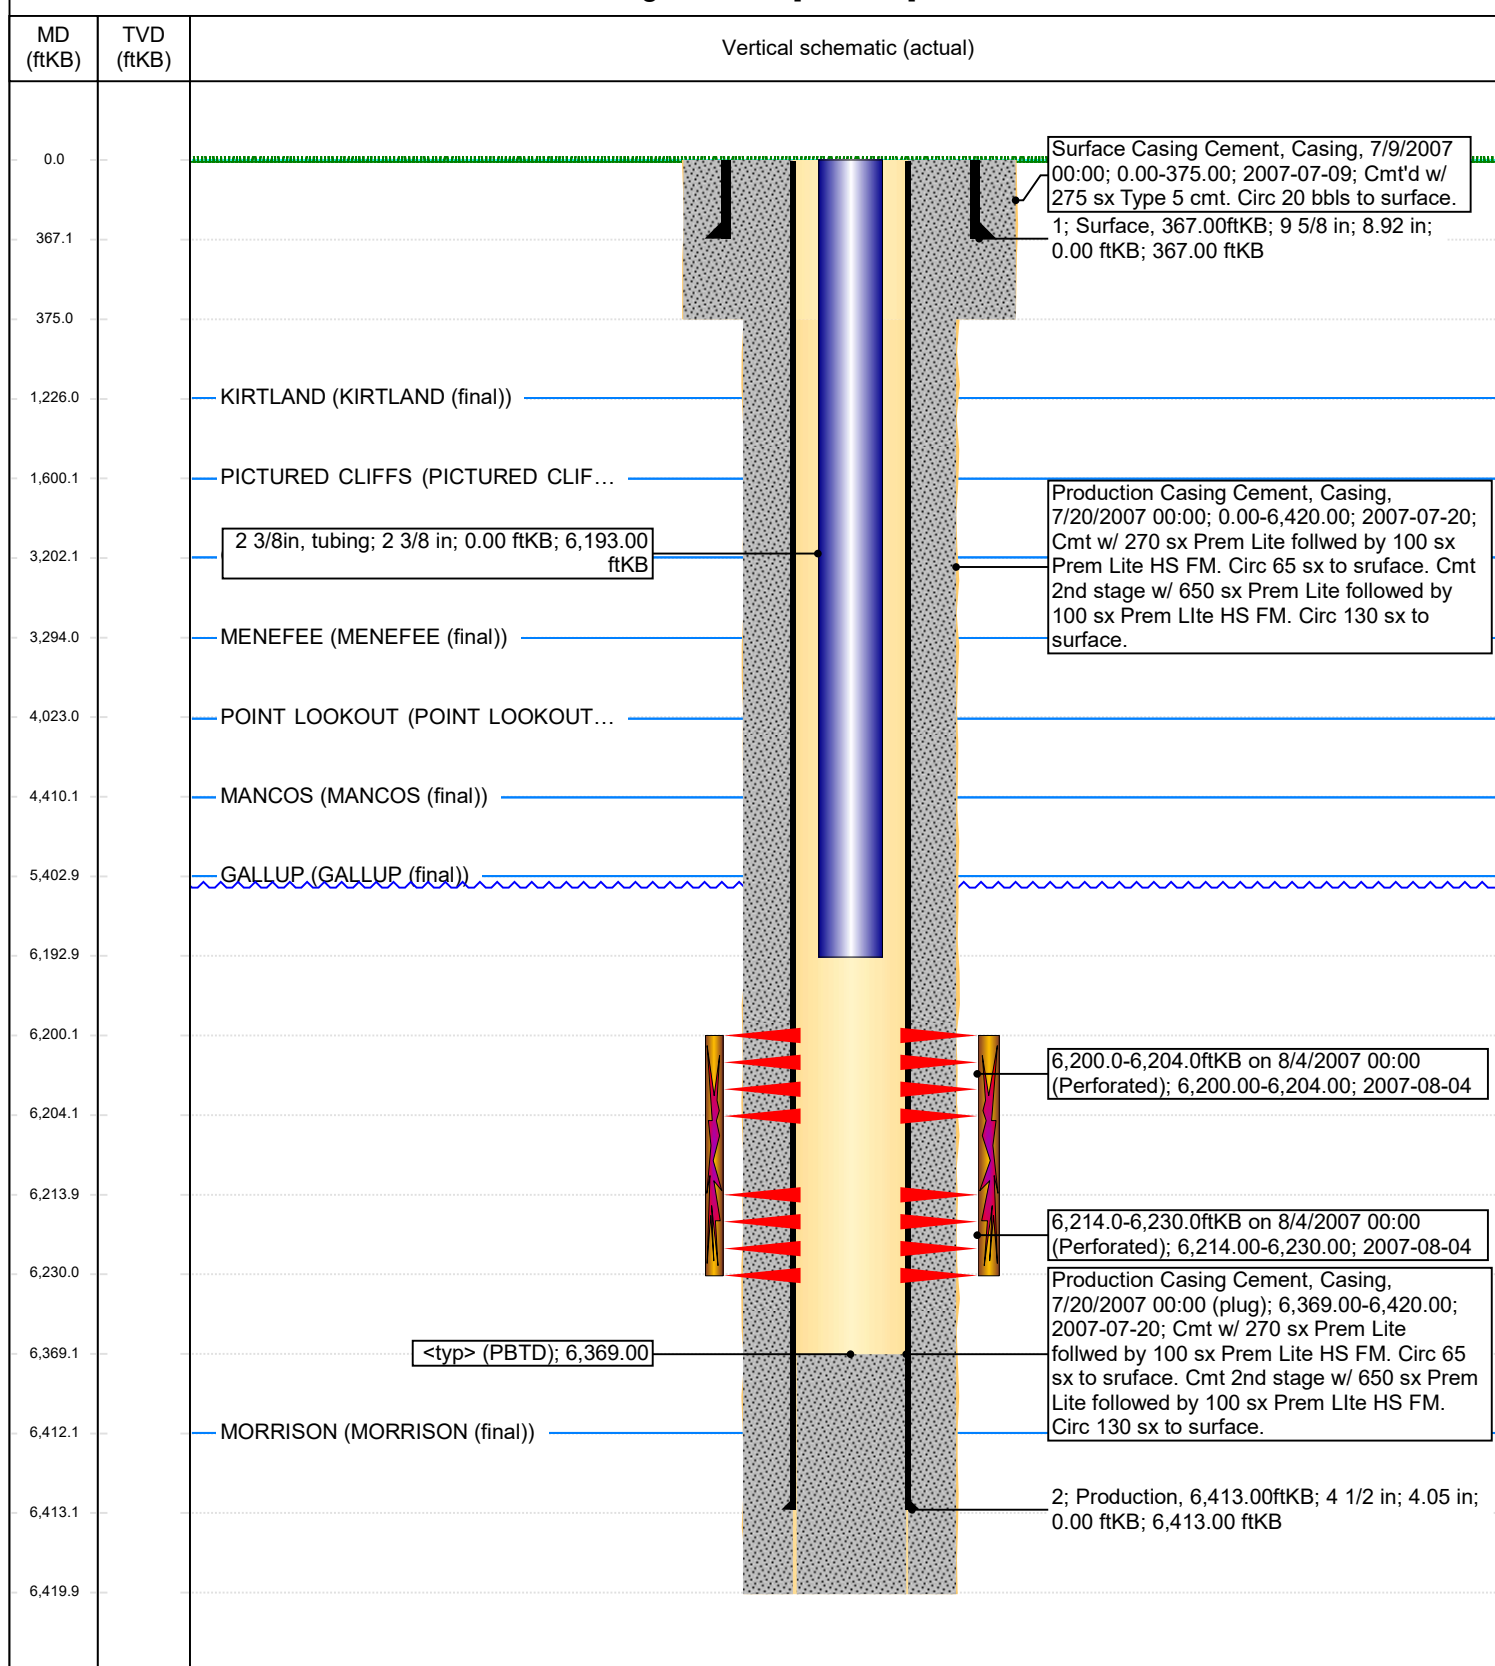 MD
(ftKB)
TVD
(ftKB)
Vertical schematic (actual)
0.0
367.1
375.0
1,226.0
1,600.1
3,202.1
3,294.0
4,023.0
4,410.1
5,402.9
6,192.9
6,200.1
6,204.1
6,213.9
6,230.0
6,369.1
6,412.1
6,413.1
6,419.9
KIRTLAND (KIRTLAND (final))
PICTURED CLIFFS (PICTURED CLIF...
2 3/8in, tubing; 2 3/8 in; 0.00 ftKB; 6,193.00
ftKB
MENEFEE (MENEFEE (final))
POINT LOOKOUT (POINT LOOKOUT...
MANCOS (MANCOS (final))
GALLUP (GALLUP (final))
<typ> (PBTD); 6,369.00
MORRISON (MORRISON (final))
Surface Casing Cement, Casing, 7/9/2007
00:00; 0.00-375.00; 2007-07-09; Cmt'd w/
275 sx Type 5 cmt. Circ 20 bbls to surface.
1; Surface, 367.00ftKB; 9 5/8 in; 8.92 in;
0.00 ftKB; 367.00 ftKB
Production Casing Cement, Casing,
7/20/2007 00:00; 0.00-6,420.00; 2007-07-20;
Cmt w/ 270 sx Prem Lite follwed by 100 sx
Prem Lite HS FM. Circ 65 sx to sruface. Cmt
2nd stage w/ 650 sx Prem Lite followed by
100 sx Prem LIte HS FM. Circ 130 sx to
surface.
6,200.0-6,204.0ftKB on 8/4/2007 00:00
(Perforated); 6,200.00-6,204.00; 2007-08-04
6,214.0-6,230.0ftKB on 8/4/2007 00:00
(Perforated); 6,214.00-6,230.00; 2007-08-04
Production Casing Cement, Casing,
7/20/2007 00:00 (plug); 6,369.00-6,420.00;
2007-07-20; Cmt w/ 270 sx Prem Lite
follwed by 100 sx Prem Lite HS FM. Circ 65
sx to sruface. Cmt 2nd stage w/ 650 sx Prem
Lite followed by 100 sx Prem LIte HS FM.
Circ 130 sx to surface.
2; Production, 6,413.00ftKB; 4 1/2 in; 4.05 in;
0.00 ftKB; 6,413.00 ftKB